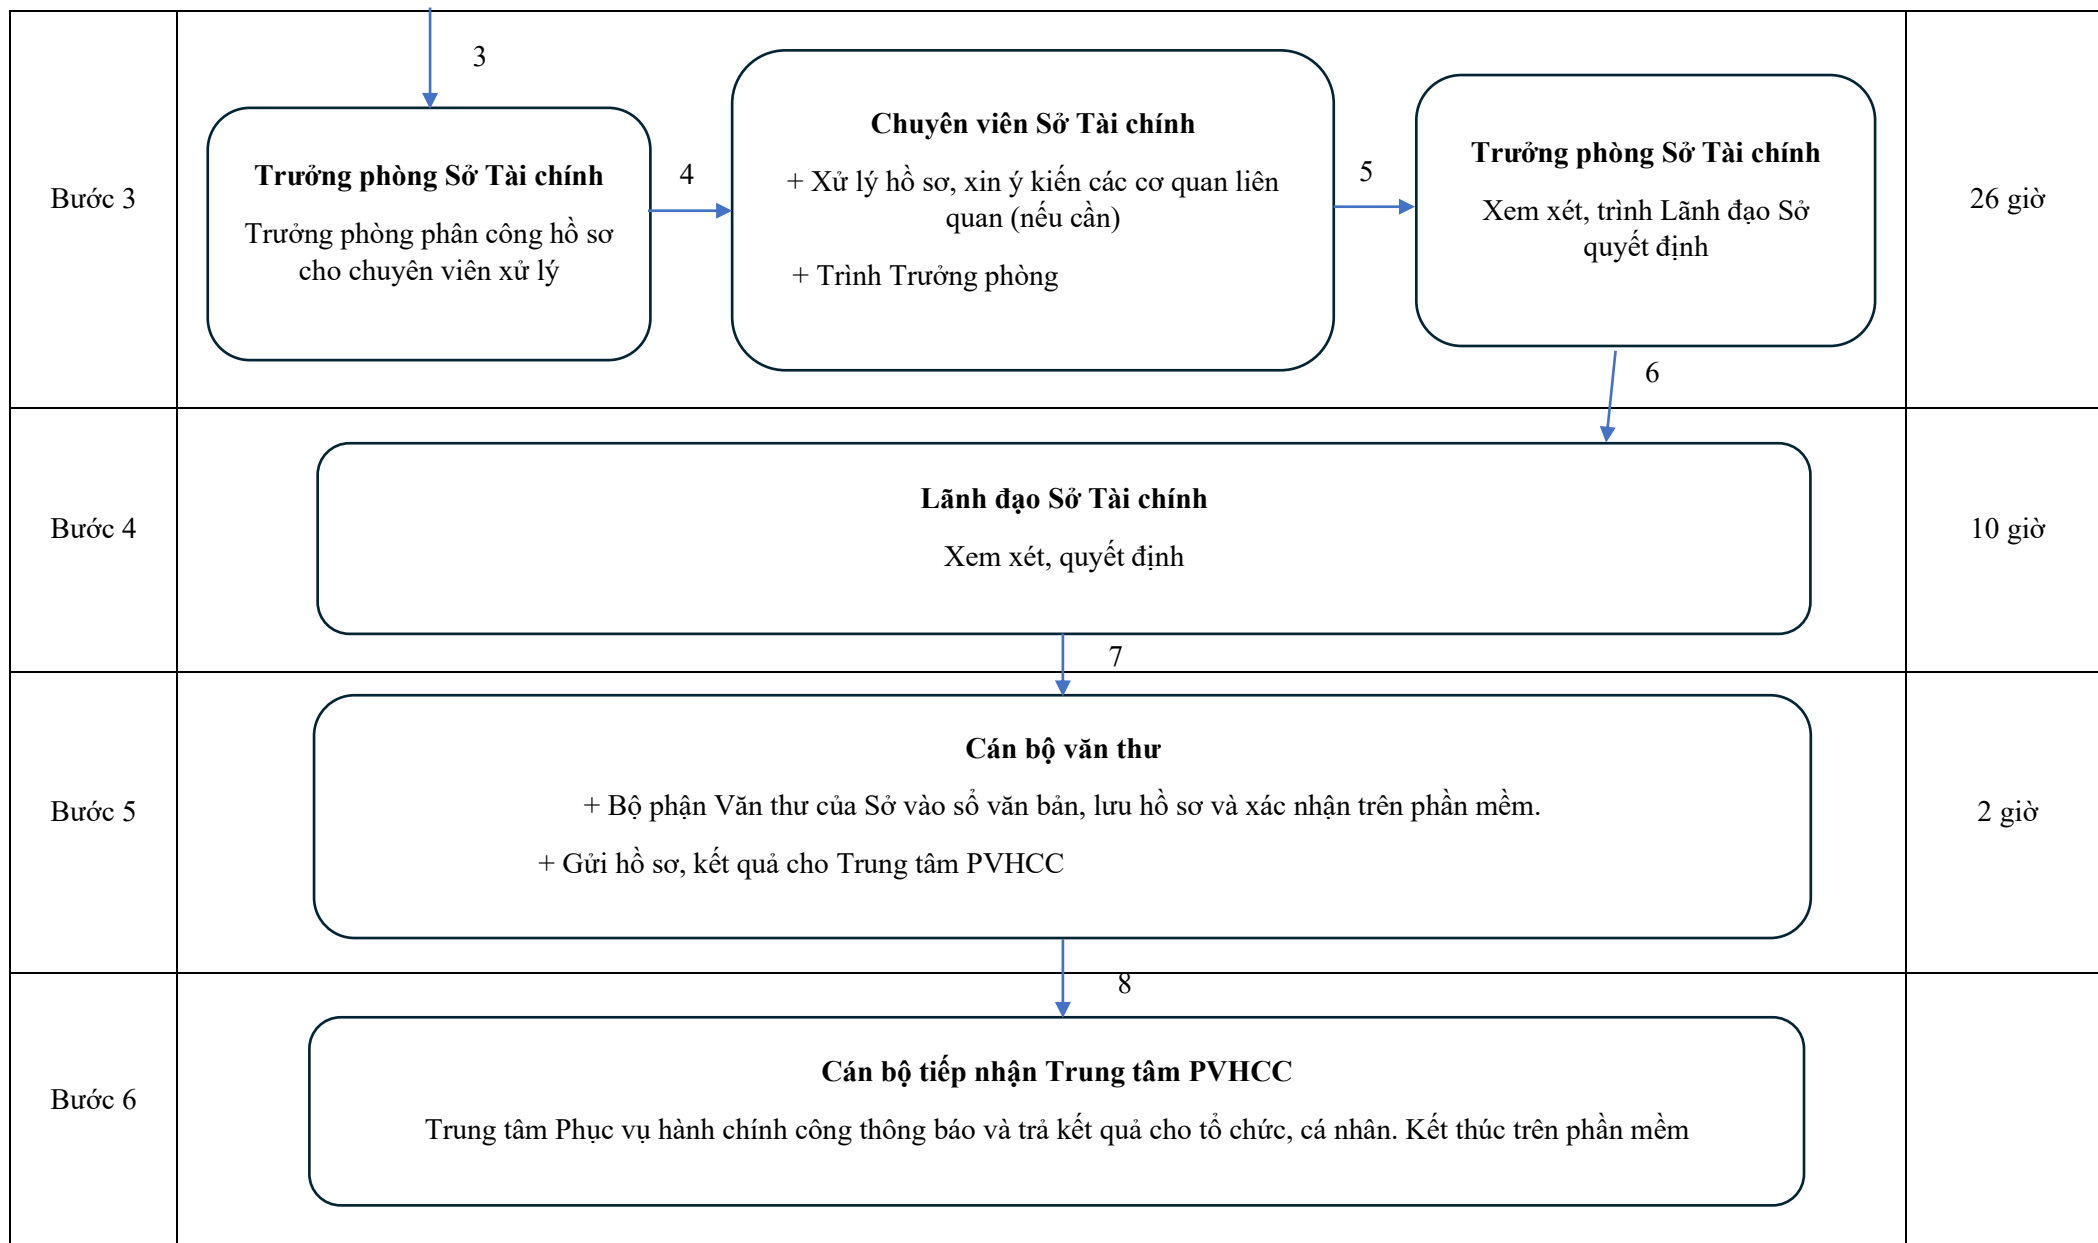 3
Bước 3
Trưởng phòng Sở Tài chính
Trưởng phòng phân công hồ sơ
cho chuyên viên xử lý
4
Chuyên viên Sở Tài chính
+ Xử lý hồ sơ, xin ý kiến các cơ quan liên
quan (nếu cần)
+ Trình Trưởng phòng
5
Trưởng phòng Sở Tài chính
Xem xét, trình Lãnh đạo Sở
quyết định
26 giờ
6
Bước 4
Lãnh đạo Sở Tài chính
Xem xét, quyết định
10 giờ
7
Bước 5
Cán bộ văn thư
+ Bộ phận Văn thư của Sở vào sổ văn bản, lưu hồ sơ và xác nhận trên phần mềm.
+ Gửi hồ sơ, kết quả cho Trung tâm PVHCC
2 giờ
8
Bước 6
Cán bộ tiếp nhận Trung tâm PVHCC
Trung tâm Phục vụ hành chính công thông báo và trả kết quả cho tổ chức, cá nhân. Kết thúc trên phần mềm